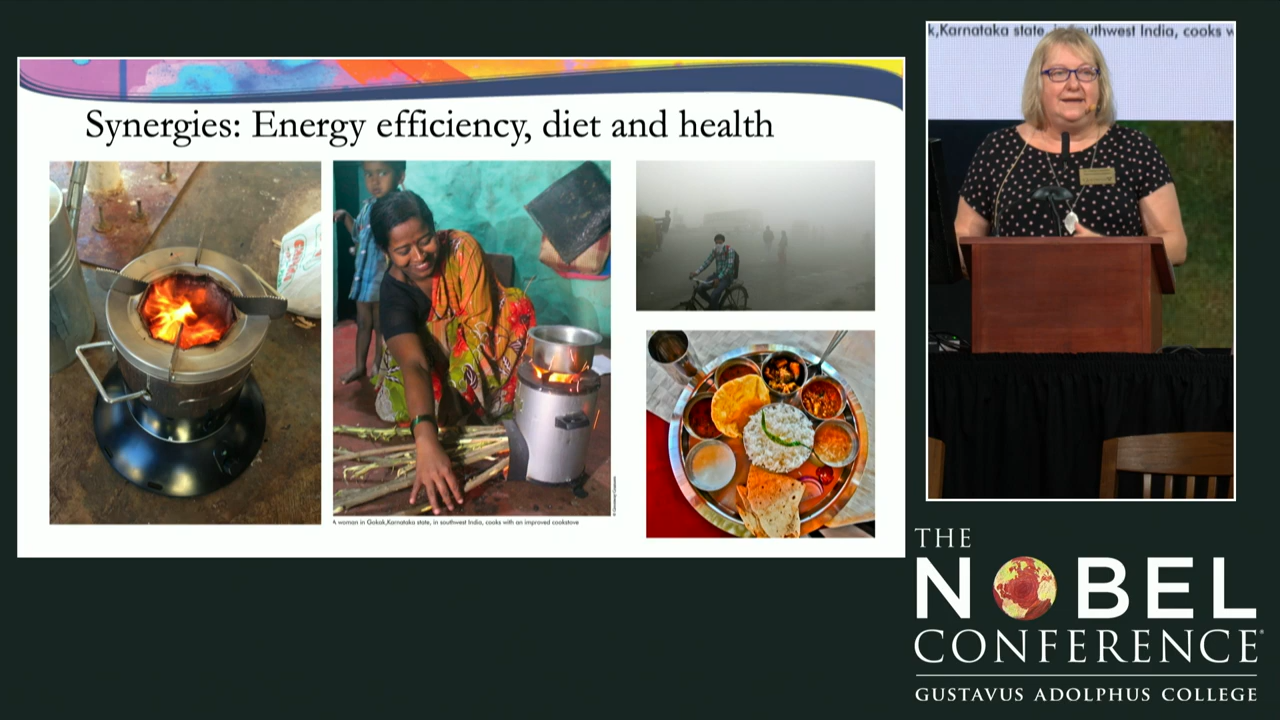 Synergies: Energy efficiency, diet and health
A woman in Gokak,Karnataka state, in southwest India, cooks with an improved cookstove
k,Karnataka state, in southwest India, cooks w
THE
NOBEL
CONFERENCE®
GUSTAVUS ADOLPHUS COLLEGE